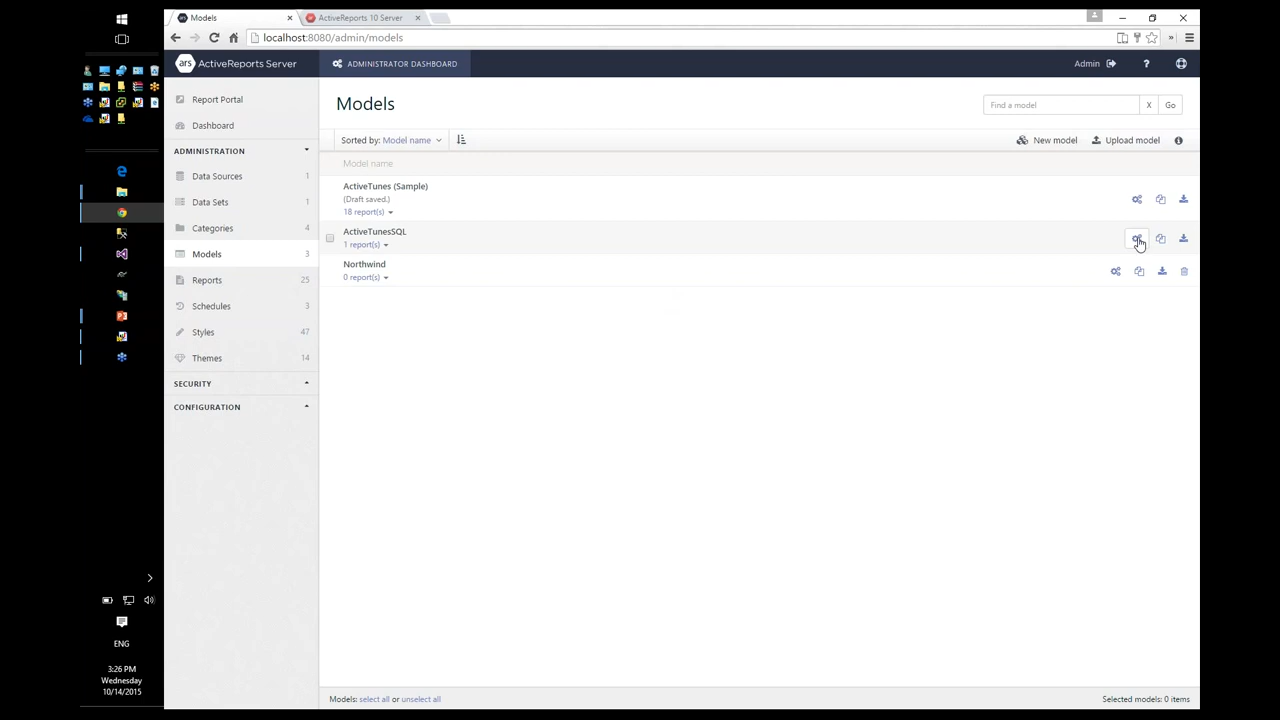 Models
ActiveReports 10 Server
localhost:8080/admin/models
ars ActiveReports Server
ADMINISTRATOR DASHBOARD
Admin
?
Report Portal
Dashboard
ADMINISTRATION
Data Sources 1
Data Sets 1
Categories 4
Models 3
Reports 25
Schedules 3
Styles 47
Themes 14
SECURITY
CONFIGURATION
Models
Find a model
X
Go
Sorted by: Model name
New model
Upload model
Model name
ActiveTunes (Sample)
(Draft saved.)
18 report(s)
ActiveTunesSQL
1 report(s)
Northwind
0 report(s)
Models: select all or unselect all
Selected models: 0 items
ENG
3:26 PM
Wednesday
10/14/2015